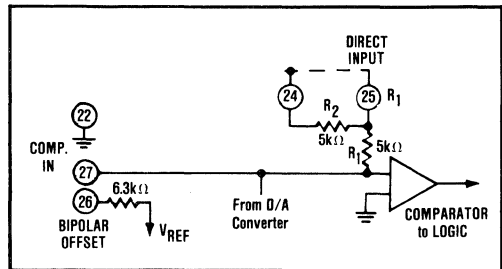 DIRECT
INPUT
24
25
R1
R2
5kΩ
5kΩ
R1
22
COMP.
IN
27
26
6.3kΩ
BIPOLAR
OFFSET
VREF
From D/A
Converter
COMPARATOR
to LOGIC